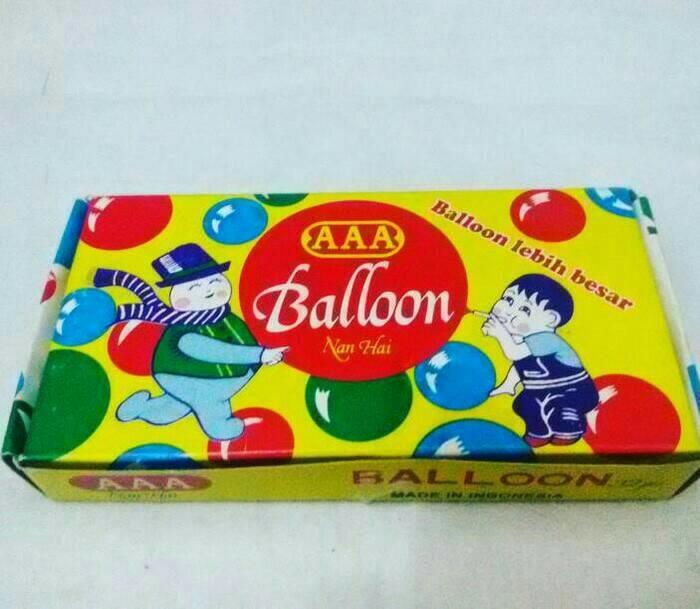 AAA
Balloon
Nan Hai
Balloon lebih besar
AAA
Nan Hai
BALLOON
MADE IN INDONESIA